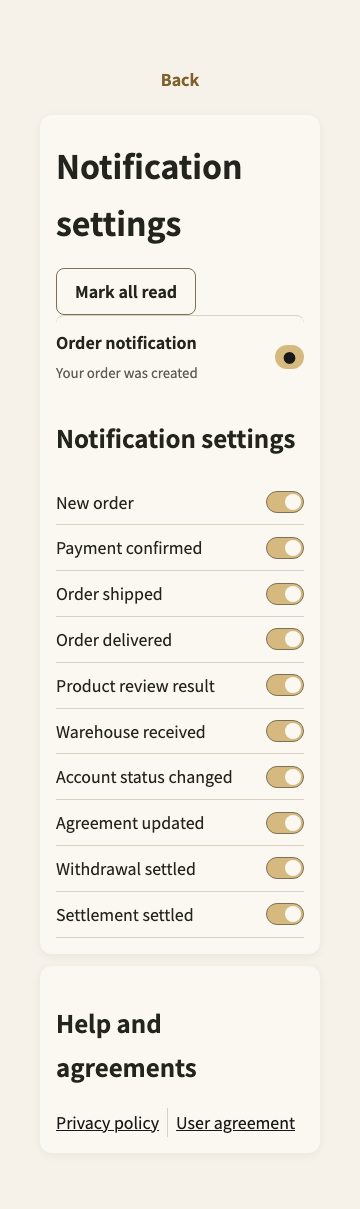 Back
Notification
settings
Mark all read
Order notification
Your order was created
Notification settings
New order
Payment confirmed
Order shipped
Order delivered
Product review result
Warehouse received
Account status changed
Agreement updated
Withdrawal settled
Settlement settled
Help and
agreements
Privacy policy User agreement